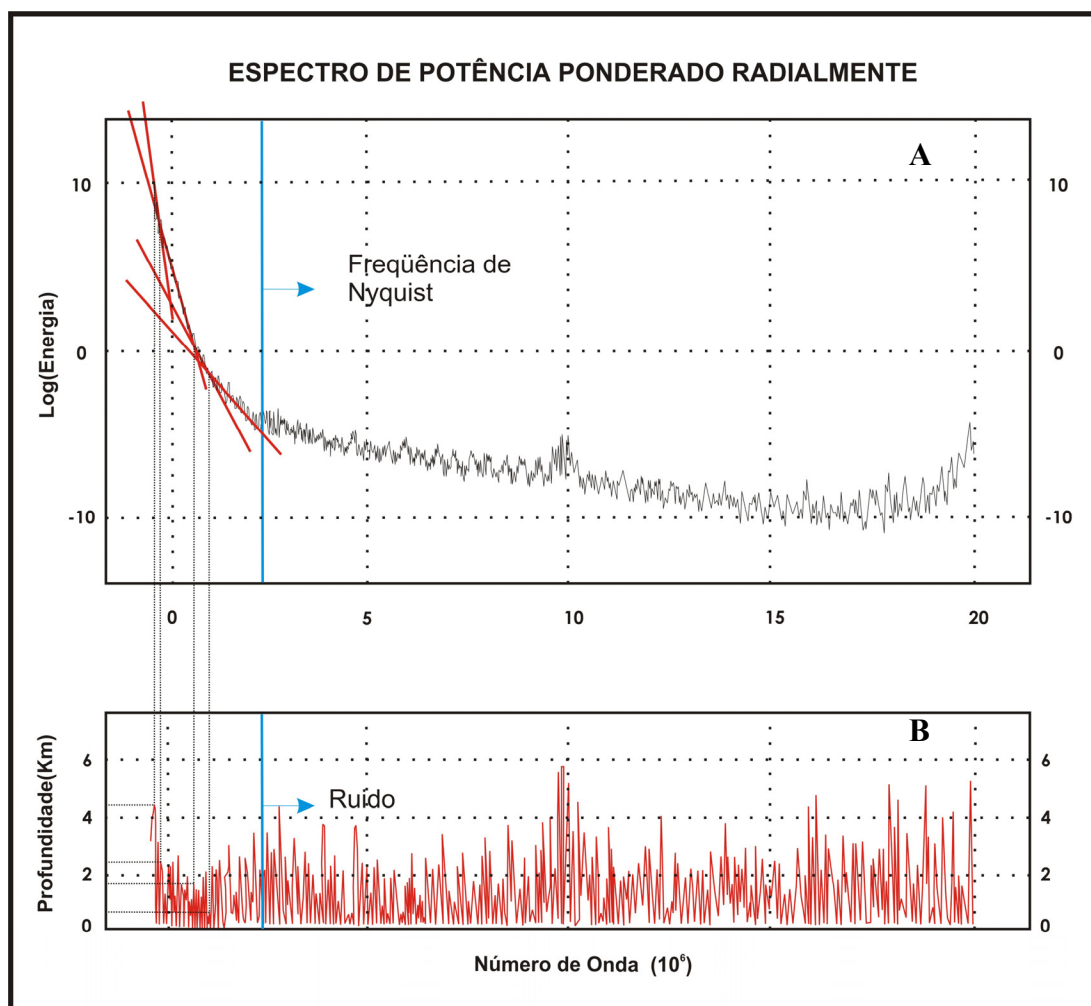 ESPECTRO DE POTÊNCIA PONDERADO RADIALMENTE
A
10
10
Freqüência de
Nyquist
Log(Energia)
0
0
-10
-10
0 5 10 15 20
B
Profundidade(Km)
6
6
Ruído
4
4
2
2
0
0
Número de Onda (10⁶)